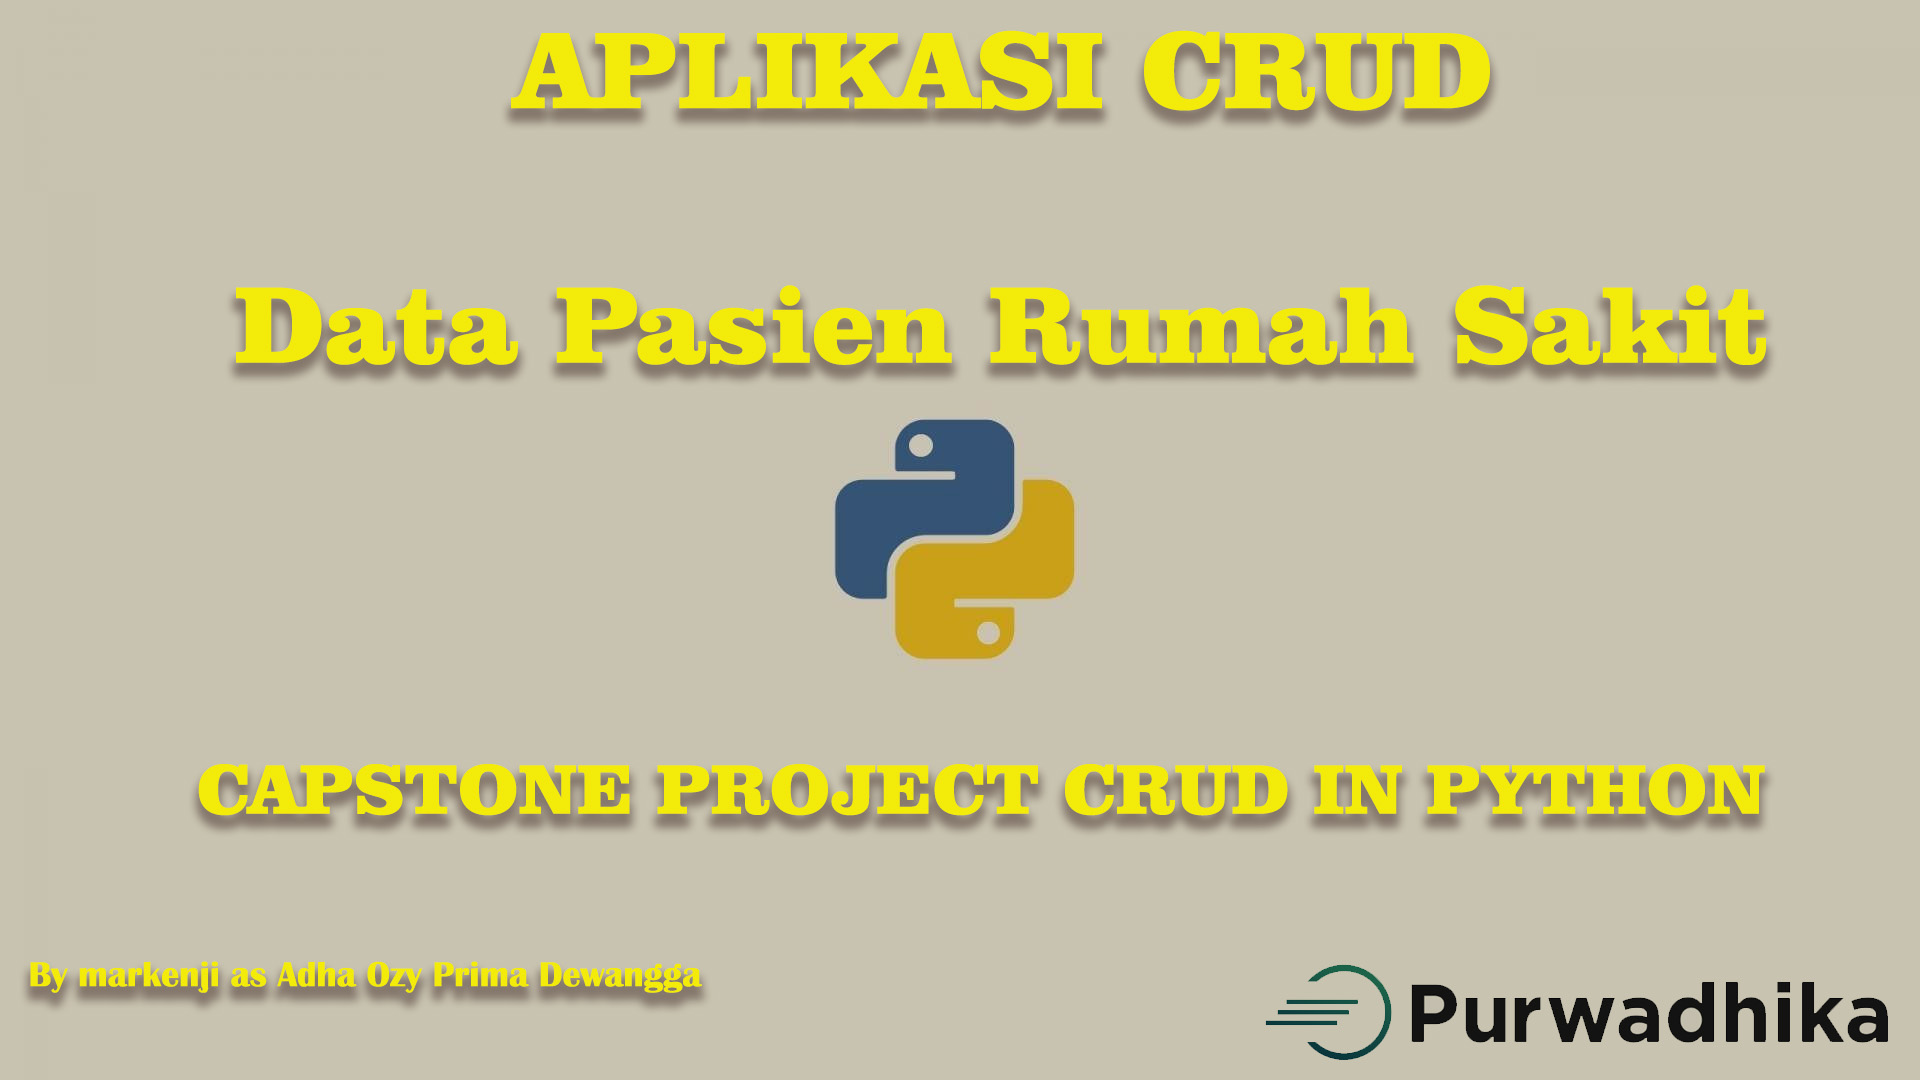 APLIKASI CRUD
Data Pasien Rumah Sakit
CAPSTONE PROJECT CRUD IN PYTHON
By markenji as Adha Ozy Prima Dewangga
Purwadhika